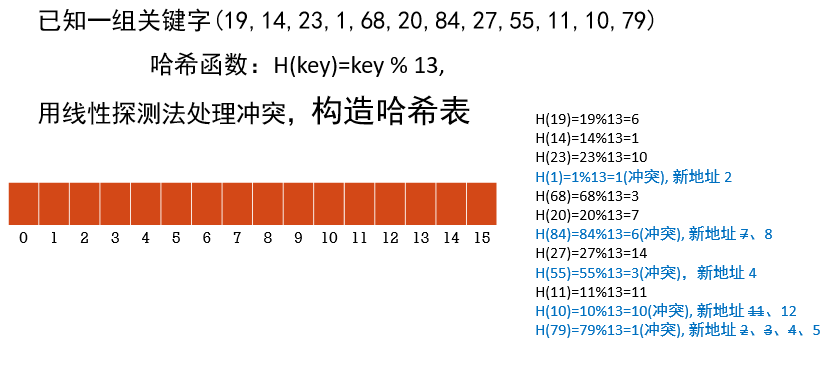 已知一组关键字(19, 14, 23, 1, 68, 20, 84, 27, 55, 11, 10, 79)
哈希函数：H(key)=key % 13,
用线性探测法处理冲突，构造哈希表
0 1 2 3 4 5 6 7 8 9 10 11 12 13 14 15
H(19)=19%13=6
H(14)=14%13=1
H(23)=23%13=10
H(1)=1%13=1(冲突), 新地址 2
H(68)=68%13=3
H(20)=20%13=7
H(84)=84%13=6(冲突), 新地址 7、8
H(27)=27%13=14
H(55)=55%13=3(冲突)，新地址 4
H(11)=11%13=11
H(10)=10%13=10(冲突), 新地址 11、12
H(79)=79%13=1(冲突), 新地址 2、3、4、5